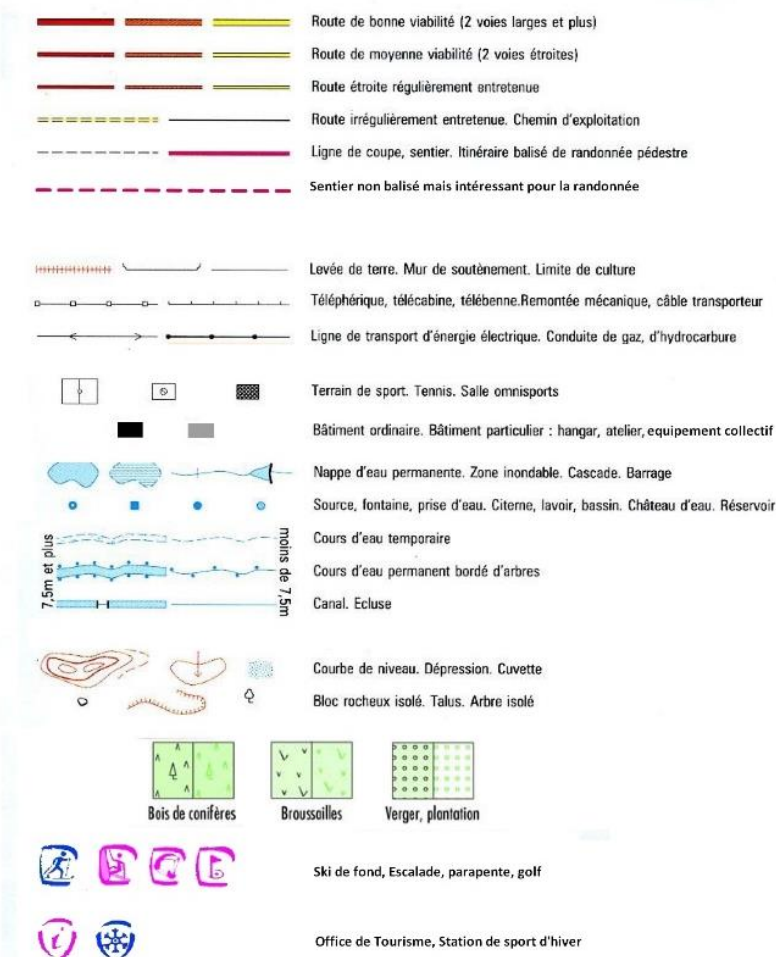 Route de bonne viabilité (2 voies larges et plus)
Route de moyenne viabilité (2 voies étroites)
Route étroite régulièrement entretenue
Route irrégulièrement entretenue. Chemin d'exploitation
Ligne de coupe, sentier. Itinéraire balisé de randonnée pédestre
Sentier non balisé mais intéressant pour la randonnée
Levée de terre. Mur de soutènement. Limite de culture
Téléphérique, télécabine, télébenne.Remontée mécanique, câble transporteur
Ligne de transport d'énergie électrique. Conduite de gaz, d'hydrocarbure
Terrain de sport. Tennis. Salle omnisports
Bâtiment ordinaire. Bâtiment particulier : hangar, atelier, equipement collectif
Nappe d'eau permanente. Zone inondable. Cascade. Barrage
Source, fontaine, prise d'eau. Citerne, lavoir, bassin. Château d'eau. Réservoir
7,5m et plus
moins de 7,5m
Cours d'eau temporaire
Cours d'eau permanent bordé d'arbres
Canal. Ecluse
Courbe de niveau. Dépression. Cuvette
Bloc rocheux isolé. Talus. Arbre isolé
Bois de conifères
Broussailles
Verger, plantation
Ski de fond, Escalade, parapente, golf
i
Office de Tourisme, Station de sport d'hiver